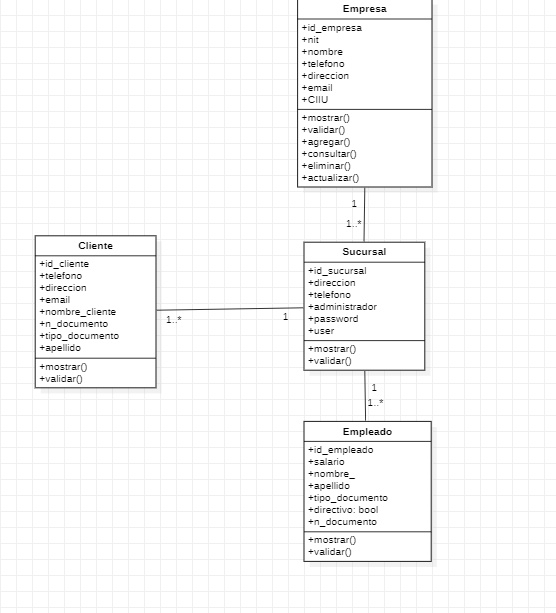 Empresa
+id_empresa
+nit
+nombre
+telefono
+direccion
+email
+CIIU
+mostrar()
+validar()
+agregar()
+consultar()
+eliminar()
+actualizar()
1
1..*
Cliente
+id_cliente
+telefono
+direccion
+email
+nombre_cliente
+n_documento
+tipo_documento
+apellido
+mostrar()
+validar()
1..*
1
Sucursal
+id_sucursal
+direccion
+telefono
+administrador
+password
+user
+mostrar()
+validar()
1
1..*
Empleado
+id_empleado
+salario
+nombre_
+apellido
+tipo_documento
+directivo: bool
+n_documento
+mostrar()
+validar()